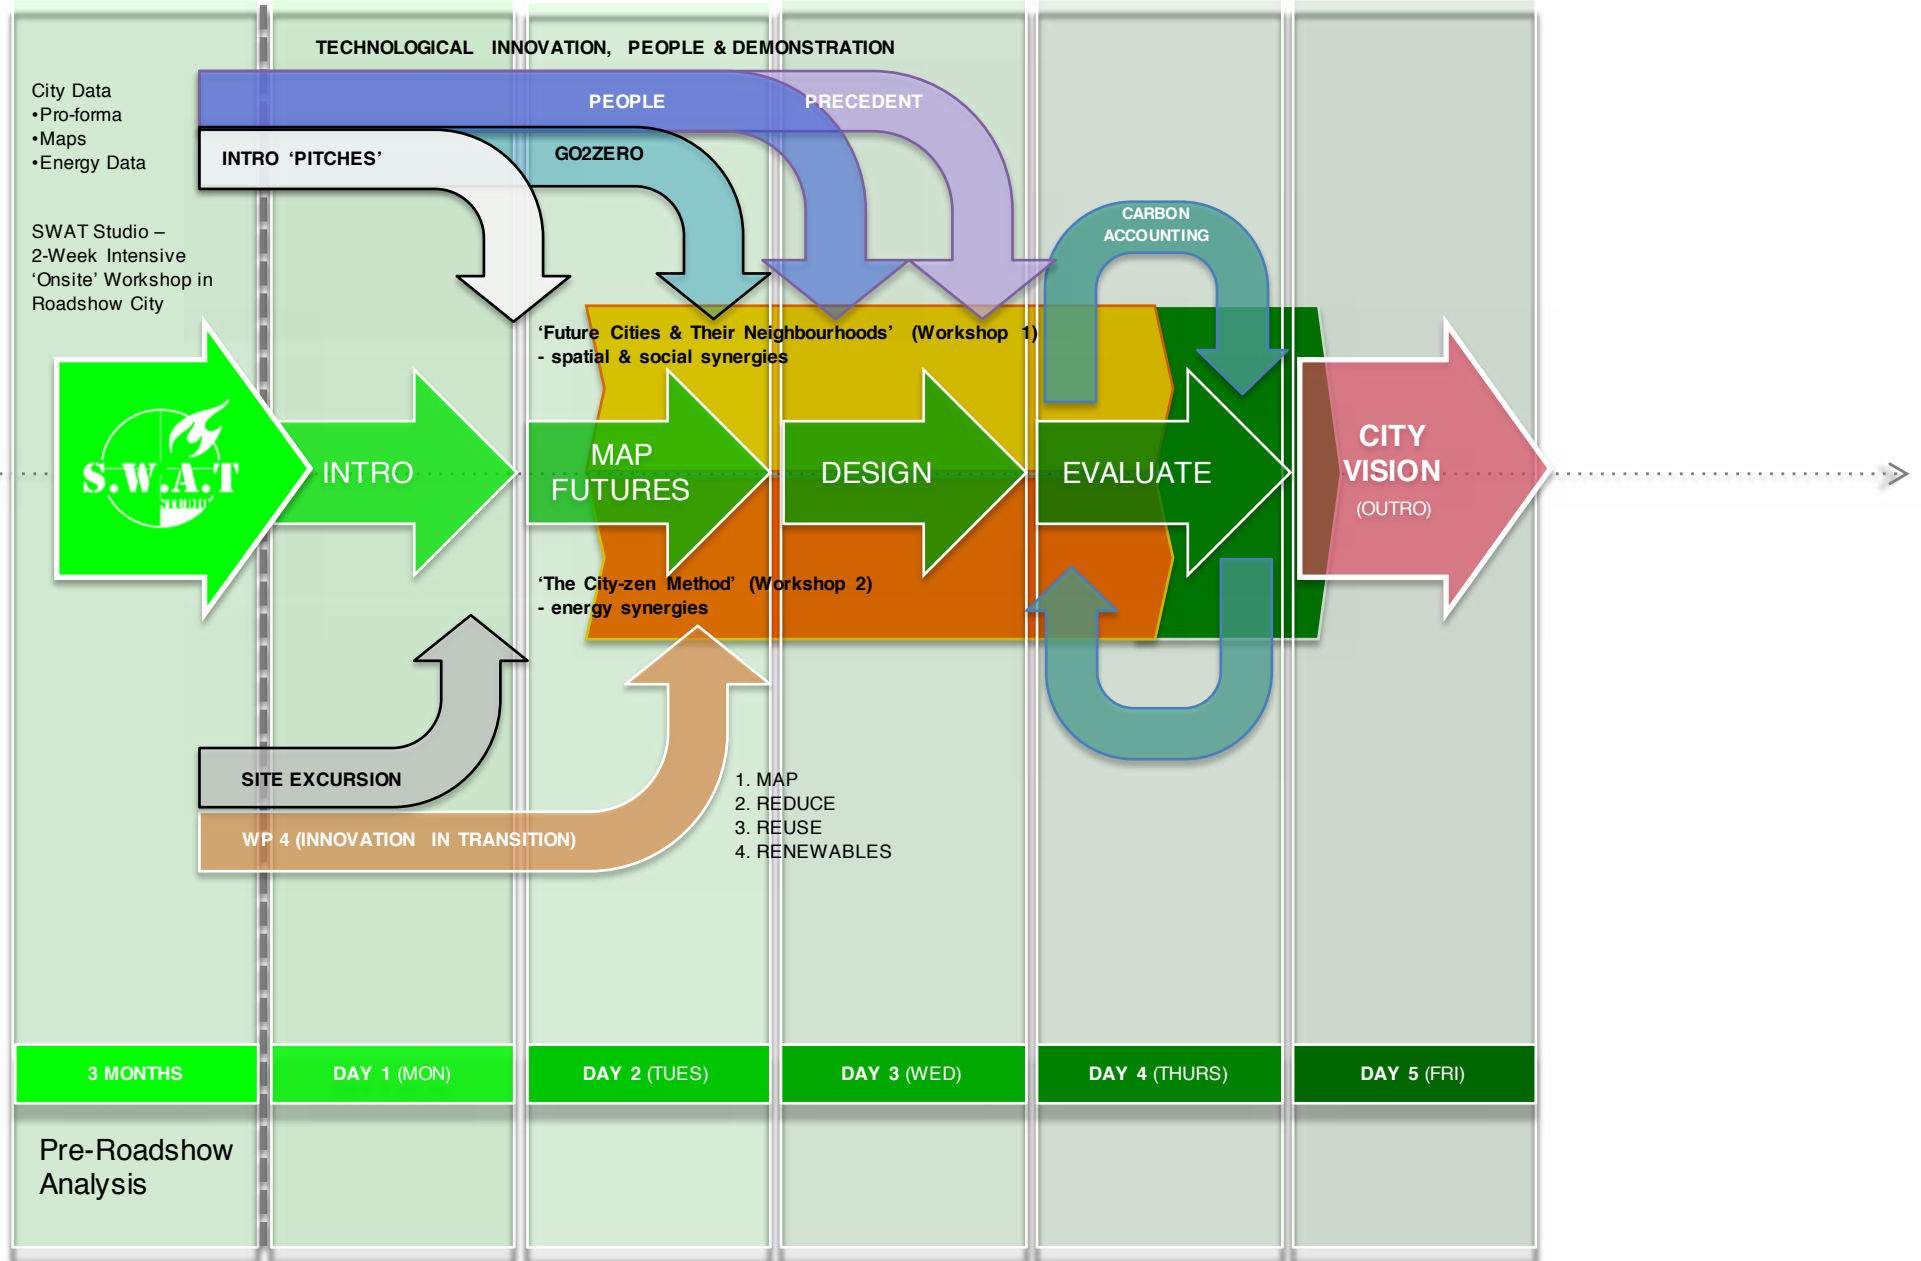 TECHNOLOGICAL INNOVATION, PEOPLE & DEMONSTRATION
City Data
•Pro-forma
•Maps
•Energy Data
PEOPLE
PRECEDENT
INTRO ‘PITCHES’
GO2ZERO
SWAT Studio –
2-Week Intensive
‘Onsite’ Workshop in
Roadshow City
CARBON
ACCOUNTING
‘Future Cities & Their Neighbourhoods’ (Workshop 1)
- spatial & social synergies
S.W.A.T
STUDIO
INTRO
MAP
FUTURES
DESIGN
EVALUATE
CITY
VISION
(OUTRO)
‘The City-zen Method’ (Workshop 2)
- energy synergies
SITE EXCURSION
WP 4 (INNOVATION IN TRANSITION)
1. MAP
2. REDUCE
3. REUSE
4. RENEWABLES
3 MONTHS
DAY 1 (MON)
DAY 2 (TUES)
DAY 3 (WED)
DAY 4 (THURS)
DAY 5 (FRI)
Pre-Roadshow
Analysis